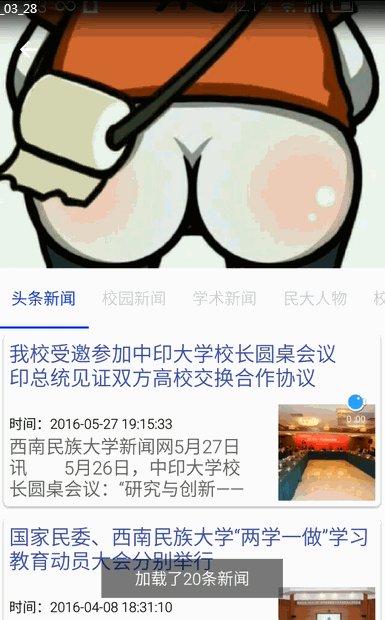 _03_28
42.1
头条新闻 校园新闻 学术新闻 民大人物 校
我校受邀参加中印大学校长圆桌会议
印总统见证双方高校交换合作协议
时间：2016-05-27 19:15:33
西南民族大学新闻网5月27日
讯 5月26日，中印大学校
长圆桌会议：“研究与创新——
0:00
国家民委、西南民族大学“两学一做”学习
教育动员大会分别举行
加载了20条新闻
时间：2016-04-08 18:31:10